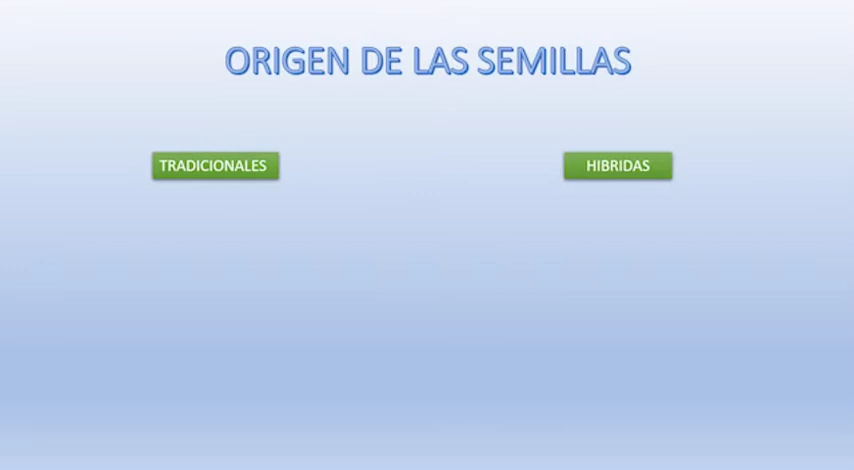 ORIGEN DE LAS SEMILLAS
TRADICIONALES
HIBRIDAS